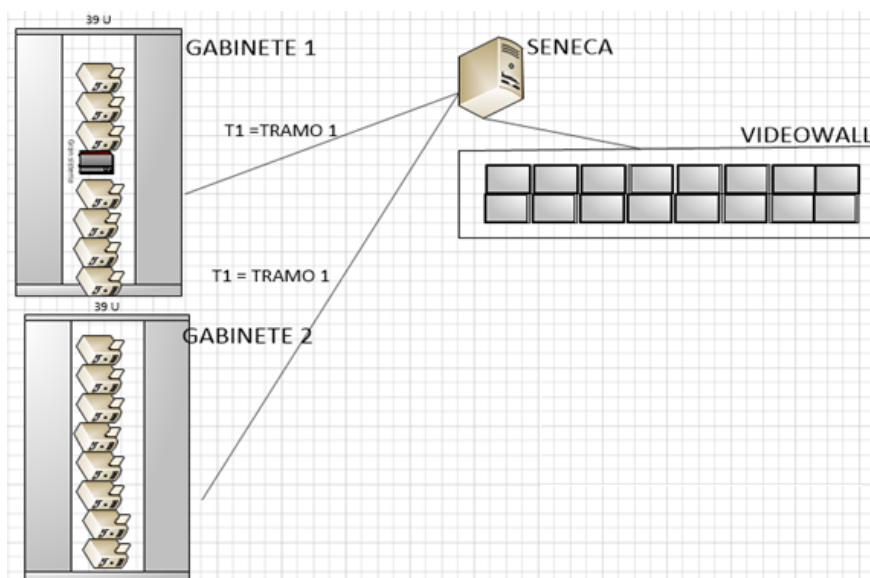 39 U
GABINETE 1
SENECA
T1 =TRAMO 1
VIDEOWALL
T1 = TRAMO 1
39 U
GABINETE 2